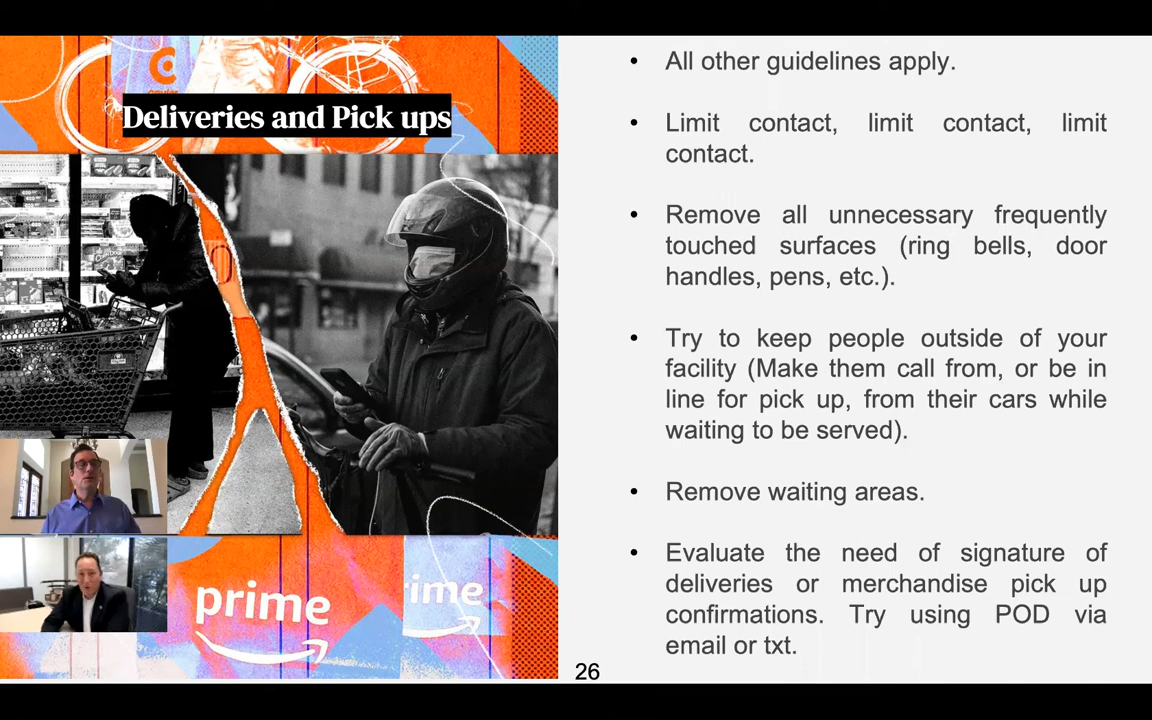 Deliveries and Pick ups
prime
ime
All other guidelines apply.
Limit contact, limit contact, limit
contact.
Remove all unnecessary frequently
touched surfaces (ring bells, door
handles, pens, etc.).
Try to keep people outside of your
facility (Make them call from, or be in
line for pick up, from their cars while
waiting to be served).
Remove waiting areas.
Evaluate the need of signature of
deliveries or merchandise pick up
confirmations. Try using POD via
email or txt.
26